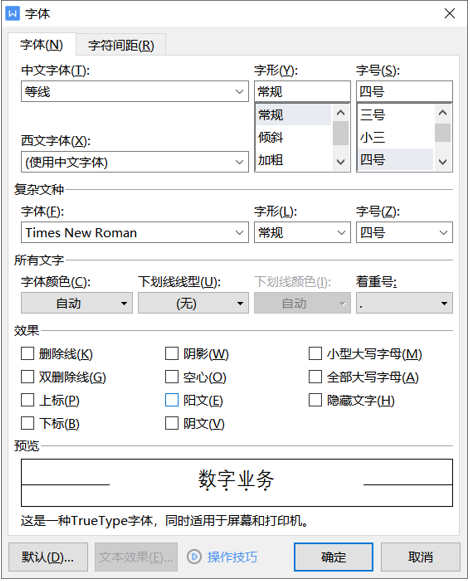 字体
字体(N) 字符间距(R)
中文字体(T): 字形(Y): 字号(S):
等线 常规 四号
常规 三号
倾斜 小三
加粗 四号
西文字体(X):
(使用中文字体)
复杂文种
字体(F): 字形(L): 字号(Z):
Times New Roman 常规 四号
所有文字
字体颜色(C): 下划线线型(U): 下划线颜色(I): 着重号:
自动 (无) 自动 .
效果
删除线(K) 阴影(W) 小型大写字母(M)
双删除线(G) 空心(O) 全部大写字母(A)
上标(P) 阳文(E) 隐藏文字(H)
下标(B) 阴文(V)
预览
数字业务
这是一种TrueType字体，同时适用于屏幕和打印机。
默认(D)... 文本效果(E)... 操作技巧 确定 取消